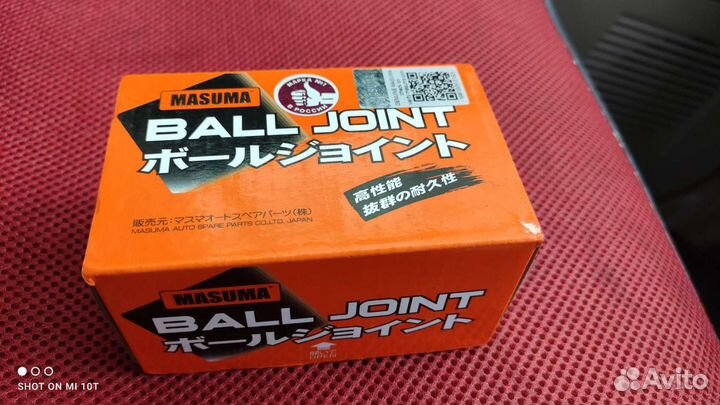 MASUMA
МАРКА №1
В РОССИИ
BALL JOINT
ボールジョイント
高性能
抜群の耐久性
販売元:マスマオートスペアパーツ(株)
MASUMA AUTO SPARE PARTS CO.,LTD. JAPAN
MASUMA
BALL JOINT
ボールジョイント
OPEN
SHOT ON MI 10T
Avito